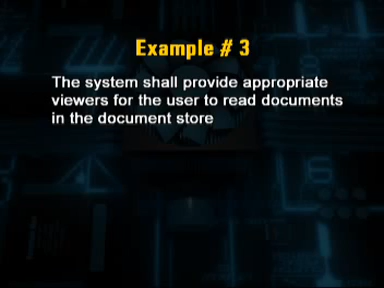 Example # 3
The system shall provide appropriate
viewers for the user to read documents
in the document store